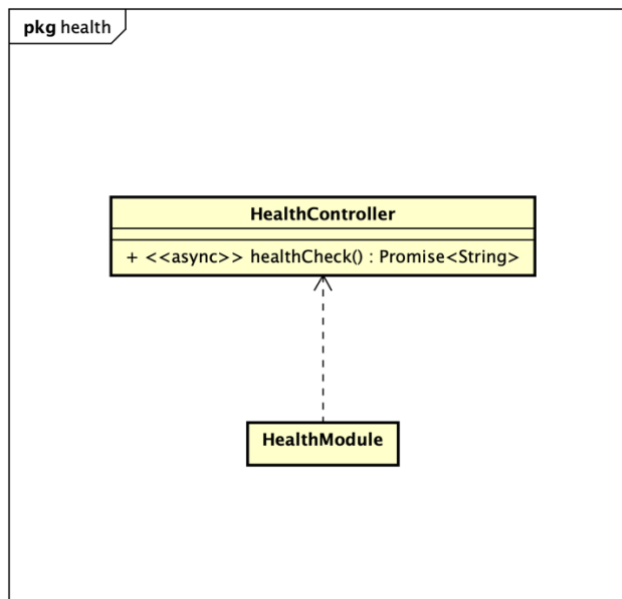 pkg health
HealthController
+ <<async>> healthCheck() : Promise<String>
HealthModule